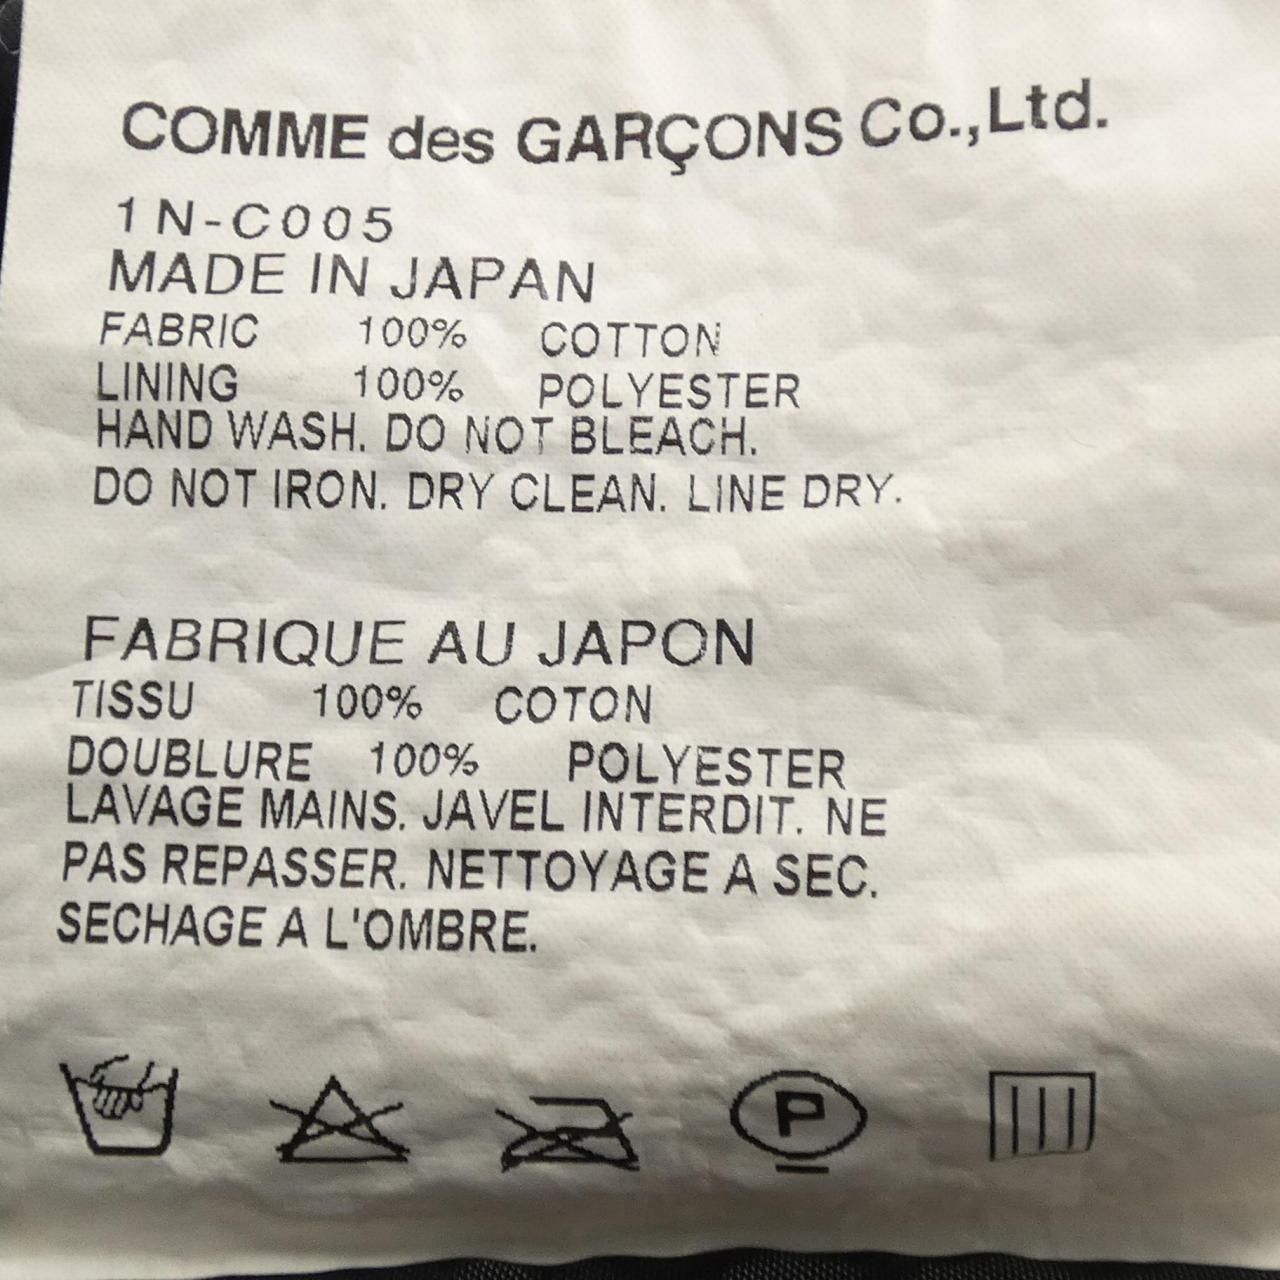 COMME des GARÇONS Co.,Ltd.
1N-C005
MADE IN JAPAN
FABRIC 100% COTTON
LINING 100% POLYESTER
HAND WASH. DO NOT BLEACH.
DO NOT IRON. DRY CLEAN. LINE DRY.
FABRIQUE AU JAPON
TISSU 100% COTON
DOUBLURE 100% POLYESTER
LAVAGE MAINS. JAVEL INTERDIT. NE
PAS REPASSER. NETTOYAGE A SEC.
SECHAGE A L'OMBRE.
P